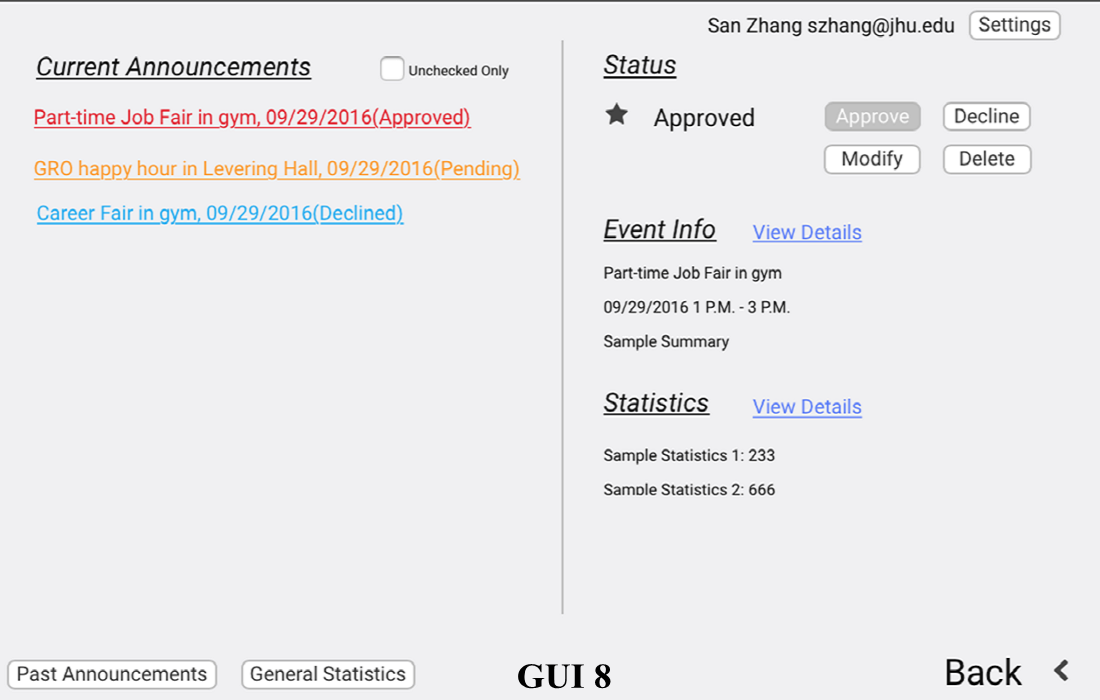 San Zhang szhang@jhu.edu Settings
Current Announcements
Unchecked Only
Part-time Job Fair in gym, 09/29/2016(Approved)
GRO happy hour in Levering Hall, 09/29/2016(Pending)
Career Fair in gym, 09/29/2016(Declined)
Status
Approved
Approve Decline
Modify Delete
Event Info View Details
Part-time Job Fair in gym
09/29/2016 1 P.M. - 3 P.M.
Sample Summary
Statistics View Details
Sample Statistics 1: 233
Sample Statistics 2: 666
Past Announcements General Statistics GUI 8 Back